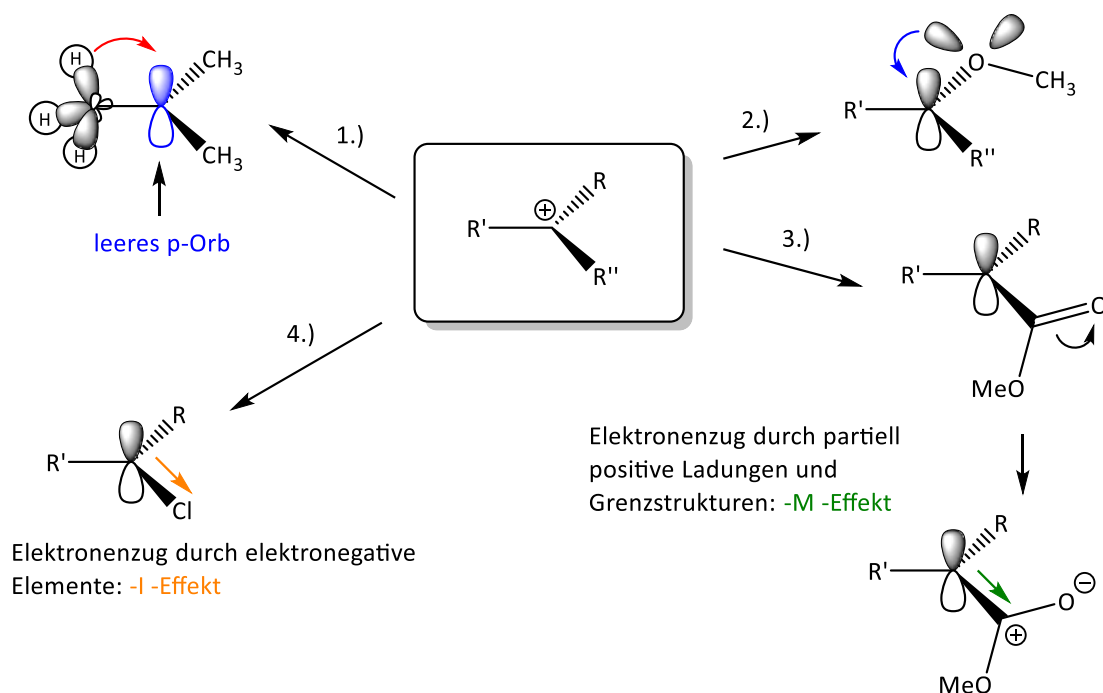 H
H
H
CH3
CH3
leeres p-Orb
1.)
2.)
O
CH3
R'
R''
R'
⊕
R
R''
3.)
R'
R
O
MeO
4.)
R'
R
Cl
Elektronenzug durch elektronegative
Elemente: -I -Effekt
Elektronenzug durch partiell
positive Ladungen und
Grenzstrukturen: -M -Effekt
R'
R
O
⊖
⊕
MeO